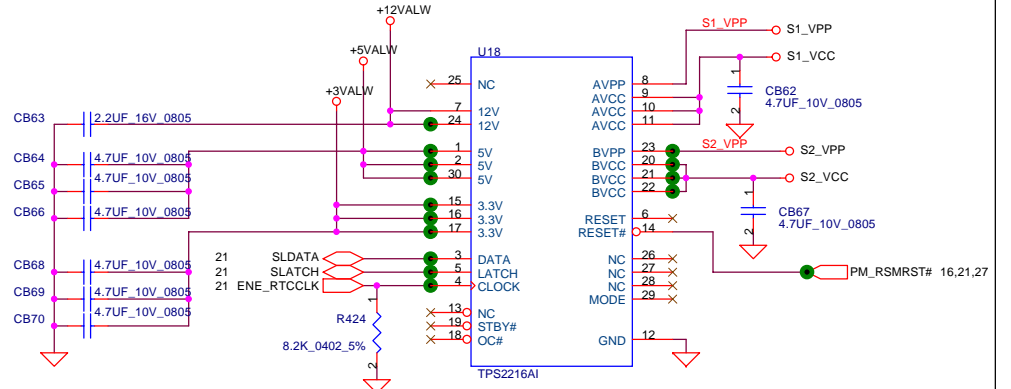 +12VALW
+5VALW
+3VALW
U18
S1_VPP
S1_VPP
S1_VCC
25 NC
7 12V
24 12V
1 5V
2 5V
30 5V
15 3.3V
16 3.3V
17 3.3V
3 DATA
5 LATCH
4 CLOCK
13 NC
19 STBY#
18 OC#
AVPP 8
AVCC 9
AVCC 10
AVCC 11
BVPP 23
BVCC 20
BVCC 21
BVCC 22
RESET 6
RESET# 14
NC 26
NC 27
NC 28
MODE 29
GND 12
TPS2216AI
CB63 2.2UF_16V_0805
CB64 4.7UF_10V_0805
CB65 4.7UF_10V_0805
CB66 4.7UF_10V_0805
CB68 4.7UF_10V_0805
CB69 4.7UF_10V_0805
CB70 4.7UF_10V_0805
21 SLDATA
21 SLATCH
21 ENE_RTCCLK
1
R424
8.2K_0402_5%
2
1
CB62
4.7UF_10V_0805
2
S2_VPP
S2_VPP
S2_VCC
1
CB67
4.7UF_10V_0805
2
PM_RSMRST# 16,21,27